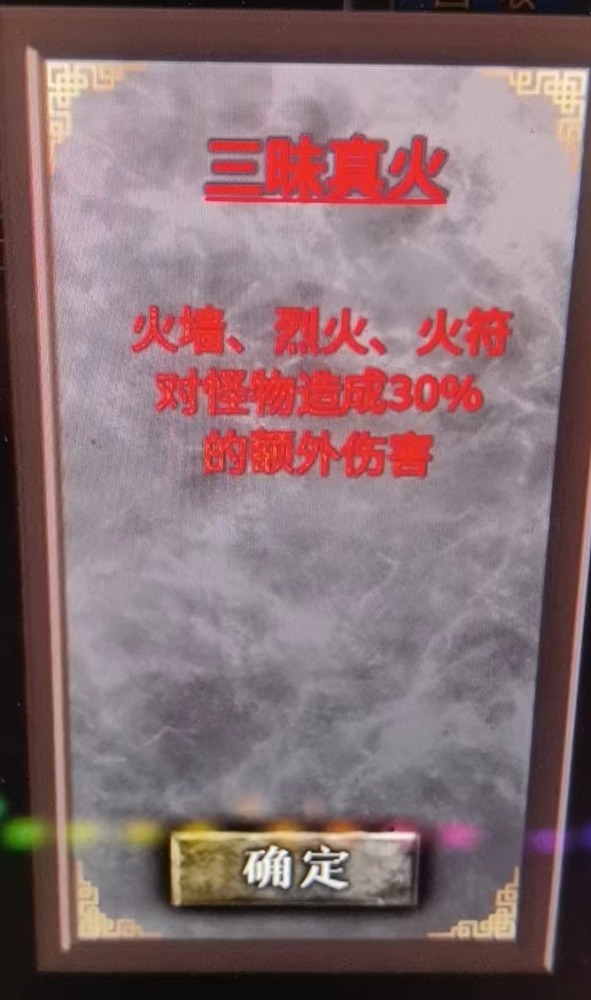 三昧真火
火墙、烈火、火符
对怪物造成30%
的额外伤害
确定